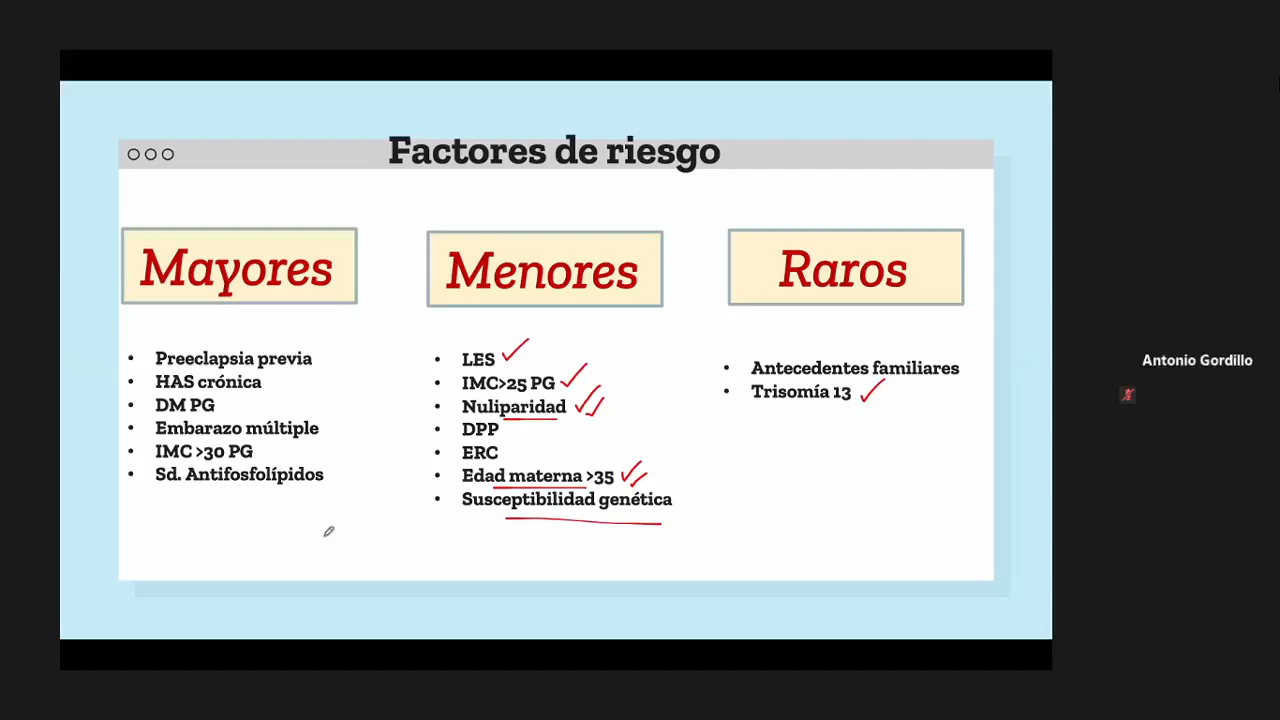 Factores de riesgo
Mayores
Menores
Raros
Preeclapsia previa
HAS crónica
DM PG
Embarazo múltiple
IMC >30 PG
Sd. Antifosfolípidos
LES
IMC>25 PG
Nuliparidad
DPP
ERC
Edad materna >35
Susceptibilidad genética
Antecedentes familiares
Trisomía 13
Antonio Gordillo